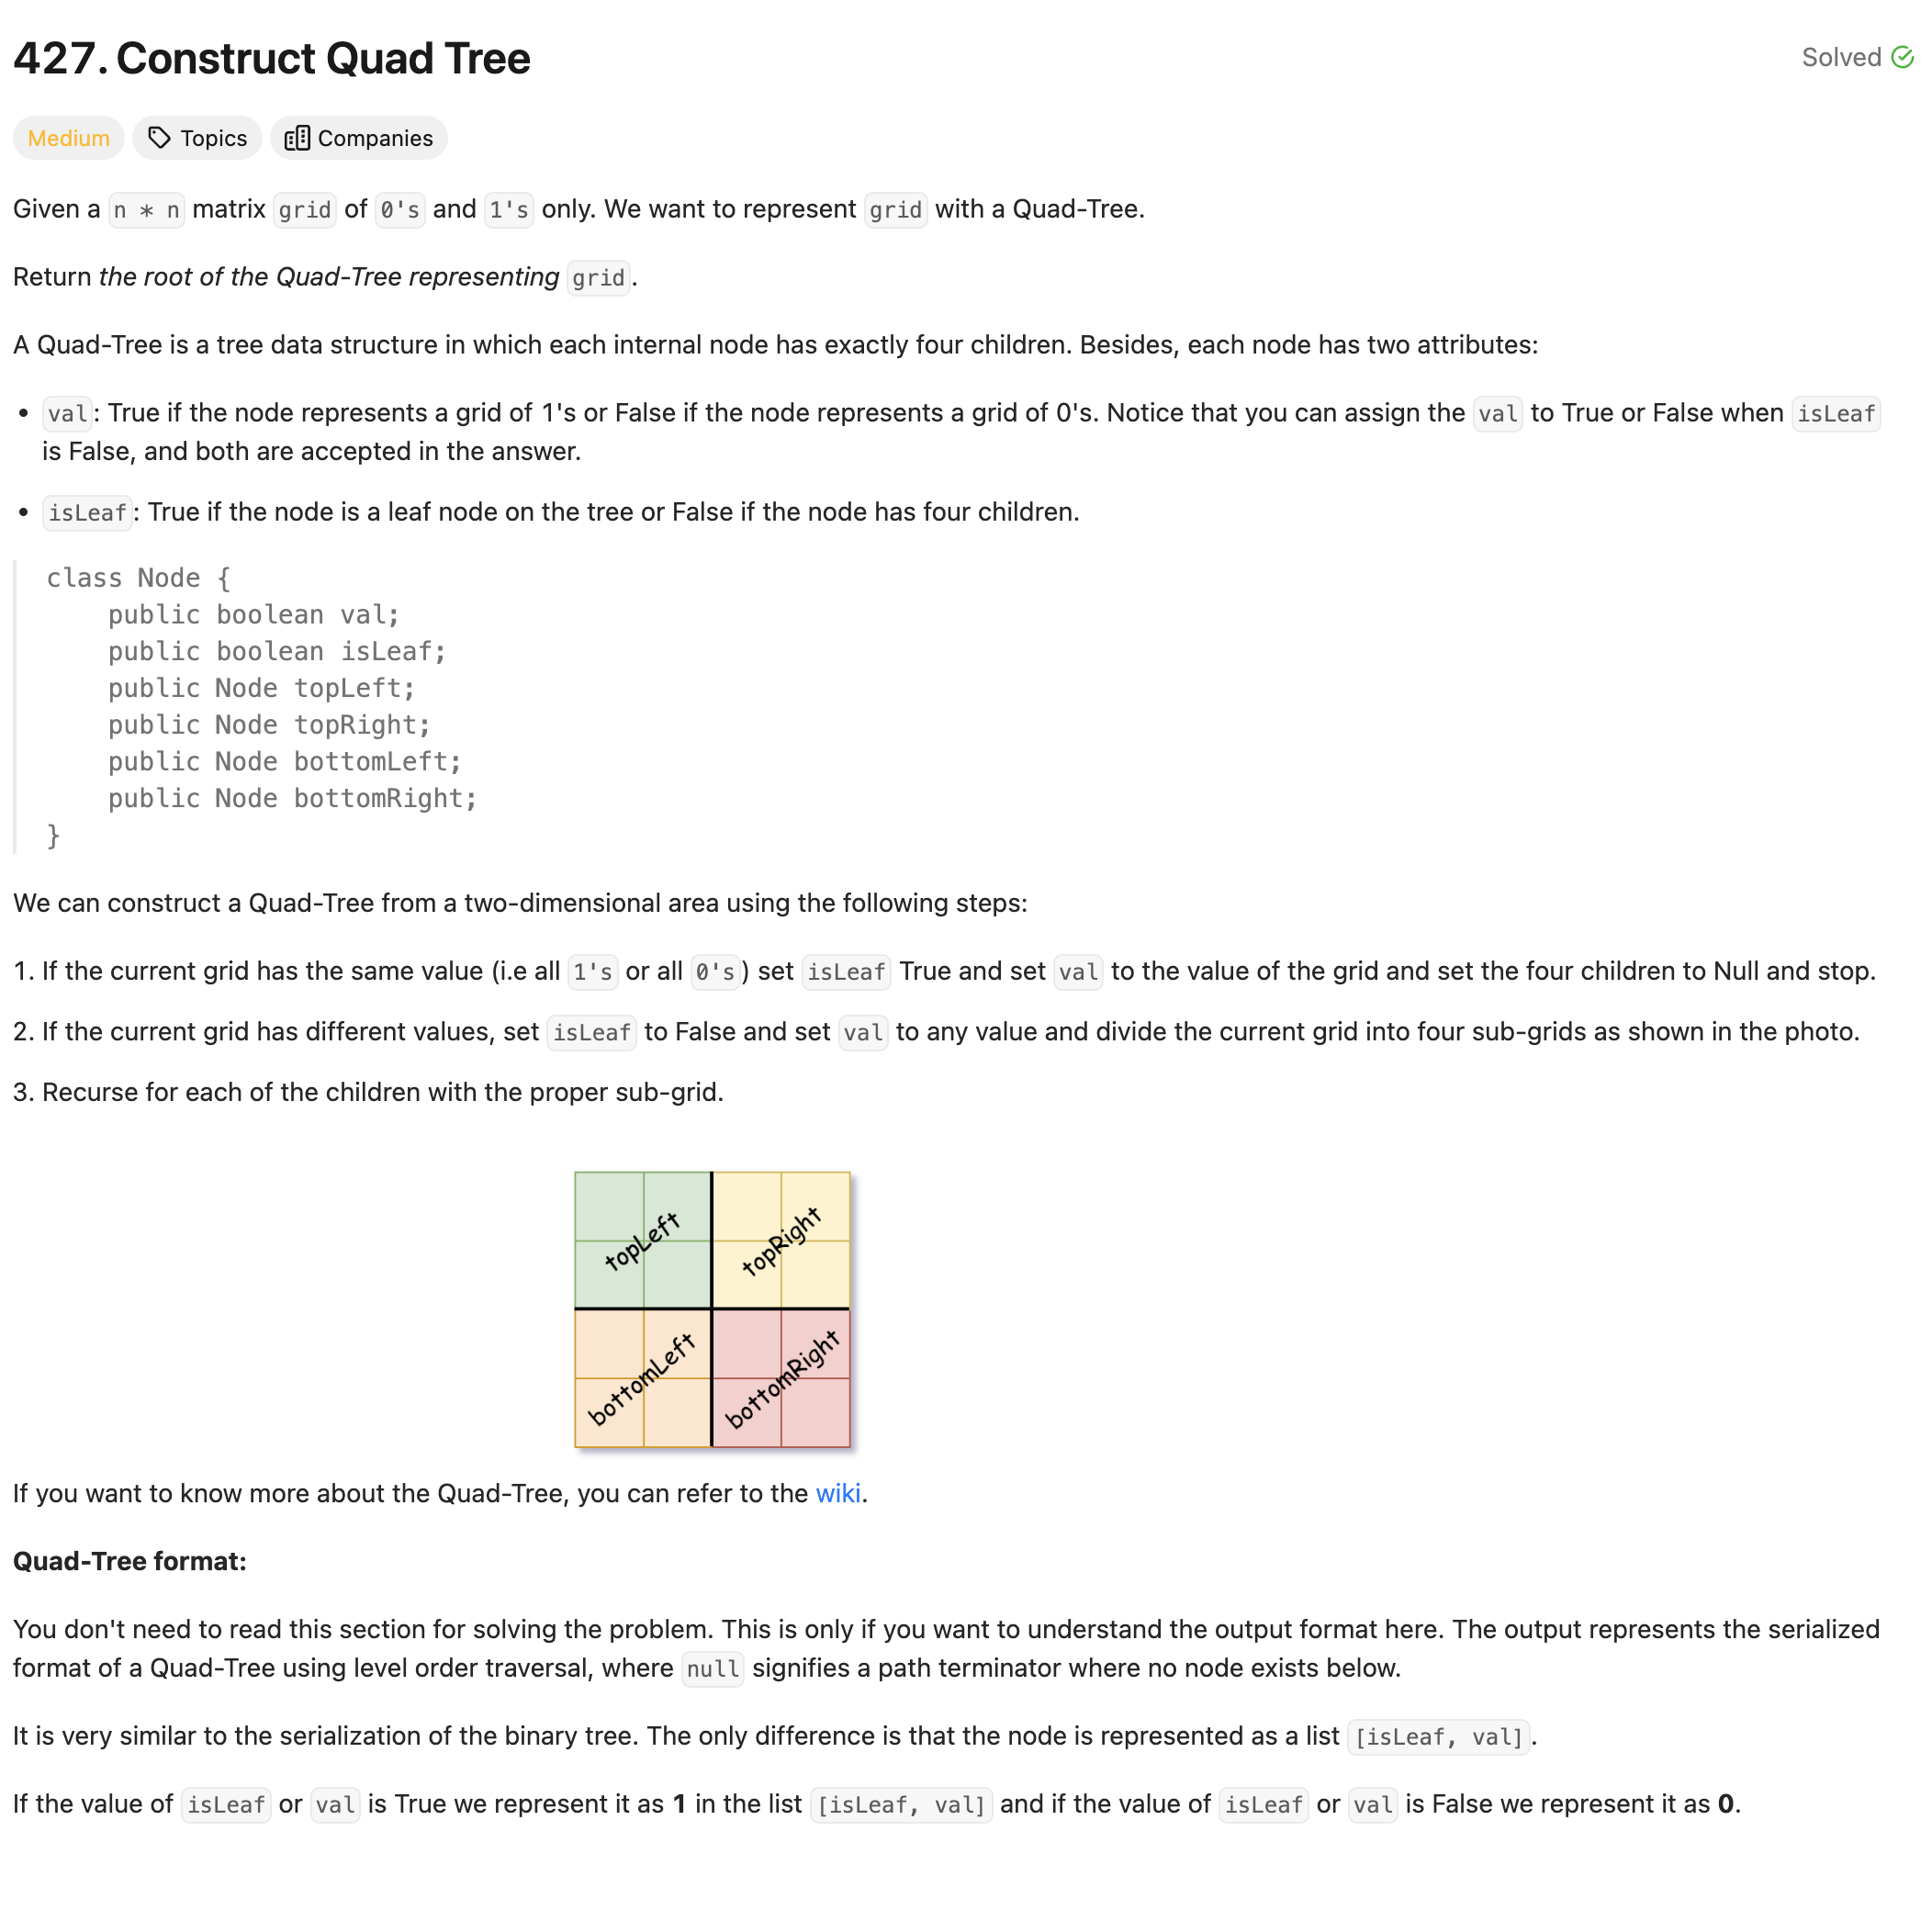 427. Construct Quad Tree
Solved
Medium
Topics
Companies
Given a n * n matrix grid of 0's and 1's only. We want to represent grid with a Quad-Tree.
Return the root of the Quad-Tree representing grid.
A Quad-Tree is a tree data structure in which each internal node has exactly four children. Besides, each node has two attributes:
• val: True if the node represents a grid of 1's or False if the node represents a grid of 0's. Notice that you can assign the val to True or False when isLeaf
is False, and both are accepted in the answer.
• isLeaf: True if the node is a leaf node on the tree or False if the node has four children.
class Node {
    public boolean val;
    public boolean isLeaf;
    public Node topLeft;
    public Node topRight;
    public Node bottomLeft;
    public Node bottomRight;
}
We can construct a Quad-Tree from a two-dimensional area using the following steps:
1. If the current grid has the same value (i.e all 1's or all 0's) set isLeaf True and set val to the value of the grid and set the four children to Null and stop.
2. If the current grid has different values, set isLeaf to False and set val to any value and divide the current grid into four sub-grids as shown in the photo.
3. Recurse for each of the children with the proper sub-grid.
topLeft
topRight
bottomLeft
bottomRight
If you want to know more about the Quad-Tree, you can refer to the wiki.
Quad-Tree format:
You don't need to read this section for solving the problem. This is only if you want to understand the output format here. The output represents the serialized
format of a Quad-Tree using level order traversal, where null signifies a path terminator where no node exists below.
It is very similar to the serialization of the binary tree. The only difference is that the node is represented as a list [isLeaf, val].
If the value of isLeaf or val is True we represent it as 1 in the list [isLeaf, val] and if the value of isLeaf or val is False we represent it as 0.